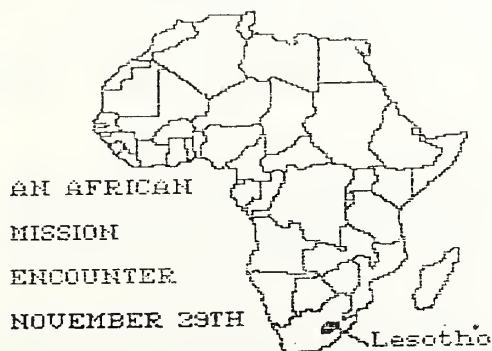 AN AFRICAN
MISSION
ENCOUNTER
NOVEMBER 29TH
Lesotho